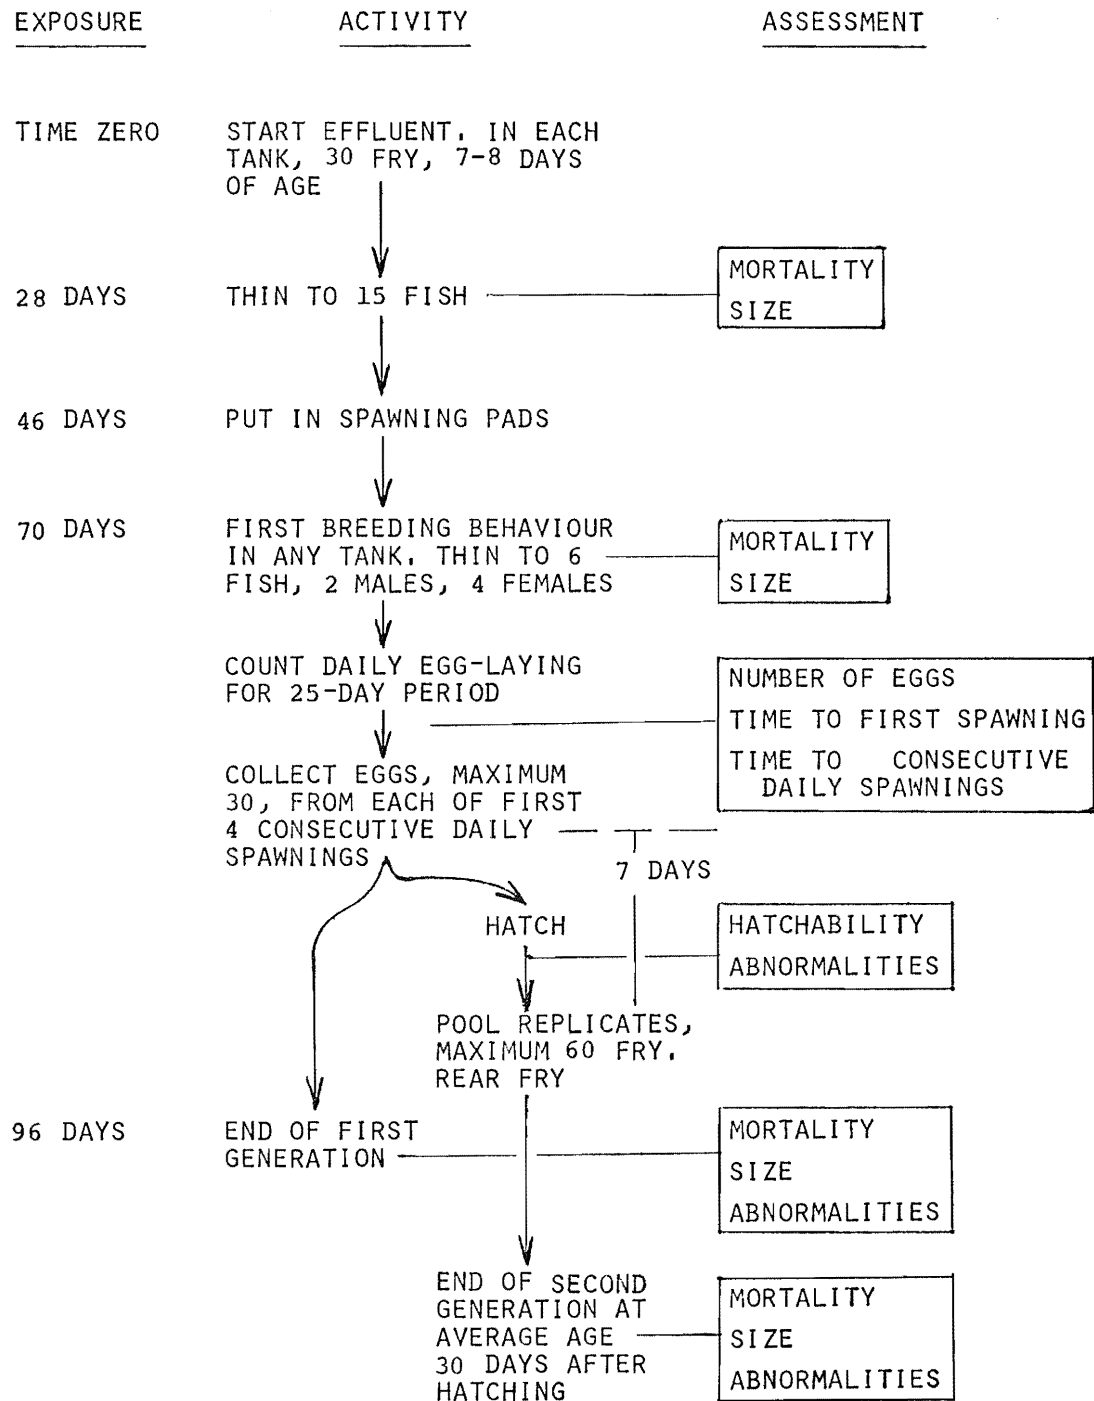 EXPOSURE ACTIVITY ASSESSMENT
TIME ZERO START EFFLUENT. IN EACH
TANK, 30 FRY, 7-8 DAYS
OF AGE
MORTALITY
28 DAYS THIN TO 15 FISH
SIZE
46 DAYS PUT IN SPAWNING PADS
70 DAYS FIRST BREEDING BEHAVIOUR
IN ANY TANK. THIN TO 6
FISH, 2 MALES, 4 FEMALES
MORTALITY
SIZE
COUNT DAILY EGG-LAYING
FOR 25-DAY PERIOD
NUMBER OF EGGS
TIME TO FIRST SPAWNING
TIME TO CONSECUTIVE
DAILY SPAWNINGS
COLLECT EGGS, MAXIMUM
30, FROM EACH OF FIRST
4 CONSECUTIVE DAILY
SPAWNINGS
7 DAYS
HATCH
HATCHABILITY
ABNORMALITIES
POOL REPLICATES,
MAXIMUM 60 FRY.
REAR FRY
96 DAYS END OF FIRST
GENERATION
MORTALITY
SIZE
ABNORMALITIES
END OF SECOND
GENERATION AT
AVERAGE AGE
30 DAYS AFTER
HATCHING
MORTALITY
SIZE
ABNORMALITIES